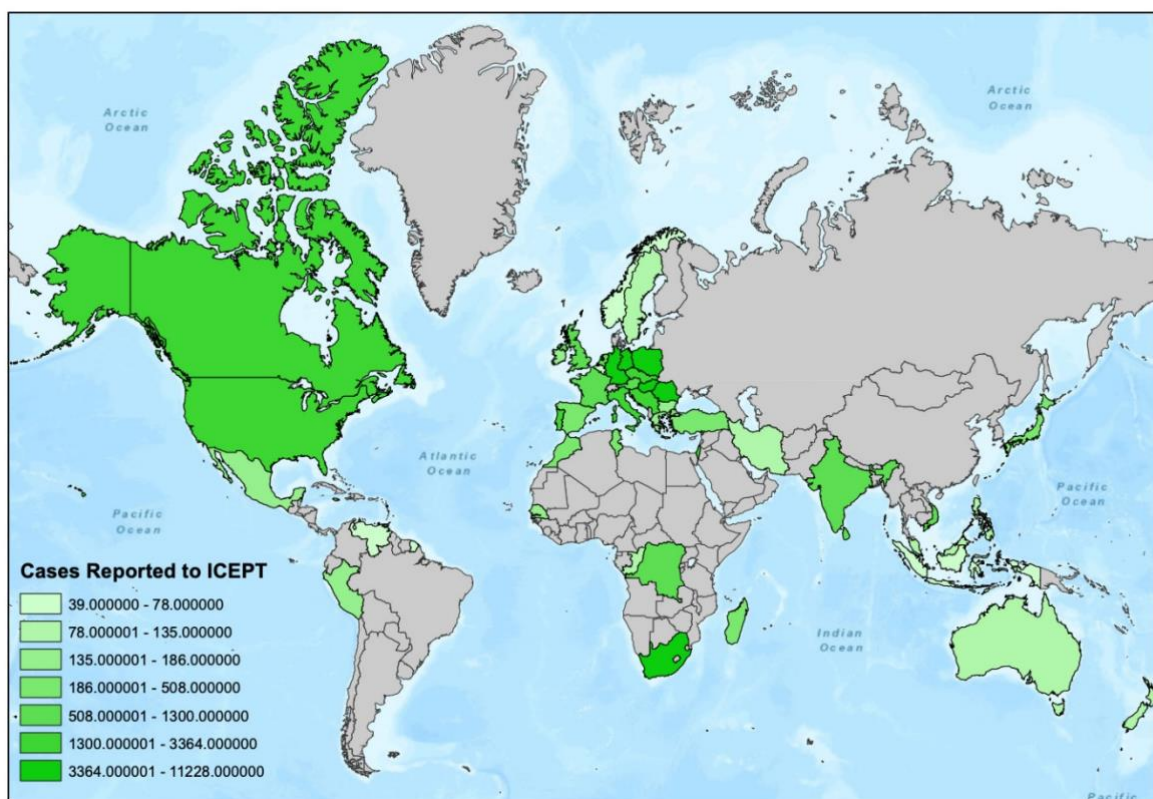 Arctic
Ocean
Arctic
Ocean
Atlantic
Ocean
Pacific
Ocean
Pacific
Ocean
Indian
Ocean
Cases Reported to ICEPT
39.000000 - 78.000000
78.000001 - 135.000000
135.000001 - 186.000000
186.000001 - 508.000000
508.000001 - 1300.000000
1300.000001 - 3364.000000
3364.000001 - 11228.000000
Pacific